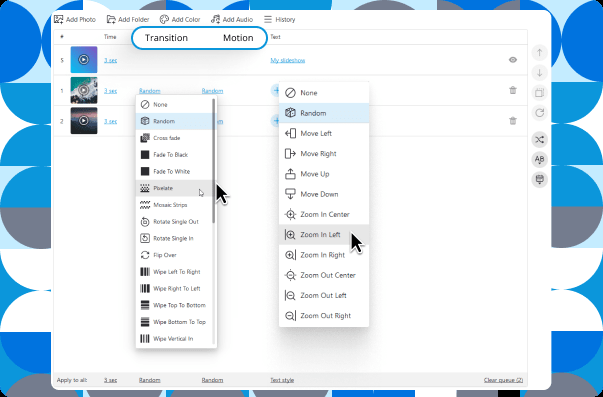 Add Photo Add Folder Add Color Add Audio History
# Time Transition Motion Text
5 3 sec My slideshow
1 3 sec Random Random
2 3 sec
None
Random
Cross fade
Fade To Black
Fade To White
Pixelate
Mosaic Strips
Rotate Single Out
Rotate Single In
Flip Over
Wipe Left To Right
Wipe Right To Left
Wipe Top To Bottom
Wipe Bottom To Top
Wipe Vertical In
None
Random
Move Left
Move Right
Move Up
Move Down
Zoom In Center
Zoom In Left
Zoom In Right
Zoom Out Center
Zoom Out Left
Zoom Out Right
AB
Apply to all: 3 sec Random Random Text style Clear queue (2)